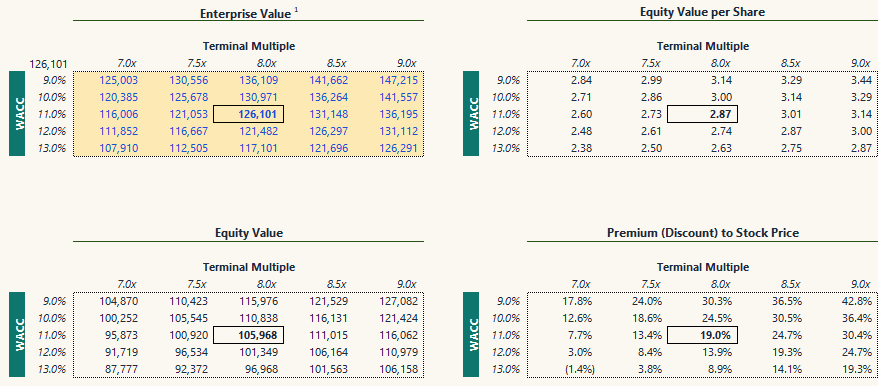 Enterprise Value ¹
Terminal Multiple
126,101 7.0x 7.5x 8.0x 8.5x 9.0x
WACC
9.0% 125,003 130,556 136,109 141,662 147,215
10.0% 120,385 125,678 130,971 136,264 141,557
11.0% 116,006 121,053 126,101 131,148 136,195
12.0% 111,852 116,667 121,482 126,297 131,112
13.0% 107,910 112,505 117,101 121,696 126,291
Equity Value per Share
Terminal Multiple
7.0x 7.5x 8.0x 8.5x 9.0x
WACC
9.0% 2.84 2.99 3.14 3.29 3.44
10.0% 2.71 2.86 3.00 3.14 3.29
11.0% 2.60 2.73 2.87 3.01 3.14
12.0% 2.48 2.61 2.74 2.87 3.00
13.0% 2.38 2.50 2.63 2.75 2.87
Equity Value
Terminal Multiple
7.0x 7.5x 8.0x 8.5x 9.0x
WACC
9.0% 104,870 110,423 115,976 121,529 127,082
10.0% 100,252 105,545 110,838 116,131 121,424
11.0% 95,873 100,920 105,968 111,015 116,062
12.0% 91,719 96,534 101,349 106,164 110,979
13.0% 87,777 92,372 96,968 101,563 106,158
Premium (Discount) to Stock Price
Terminal Multiple
7.0x 7.5x 8.0x 8.5x 9.0x
WACC
9.0% 17.8% 24.0% 30.3% 36.5% 42.8%
10.0% 12.6% 18.6% 24.5% 30.5% 36.4%
11.0% 7.7% 13.4% 19.0% 24.7% 30.4%
12.0% 3.0% 8.4% 13.9% 19.3% 24.7%
13.0% (1.4%) 3.8% 8.9% 14.1% 19.3%